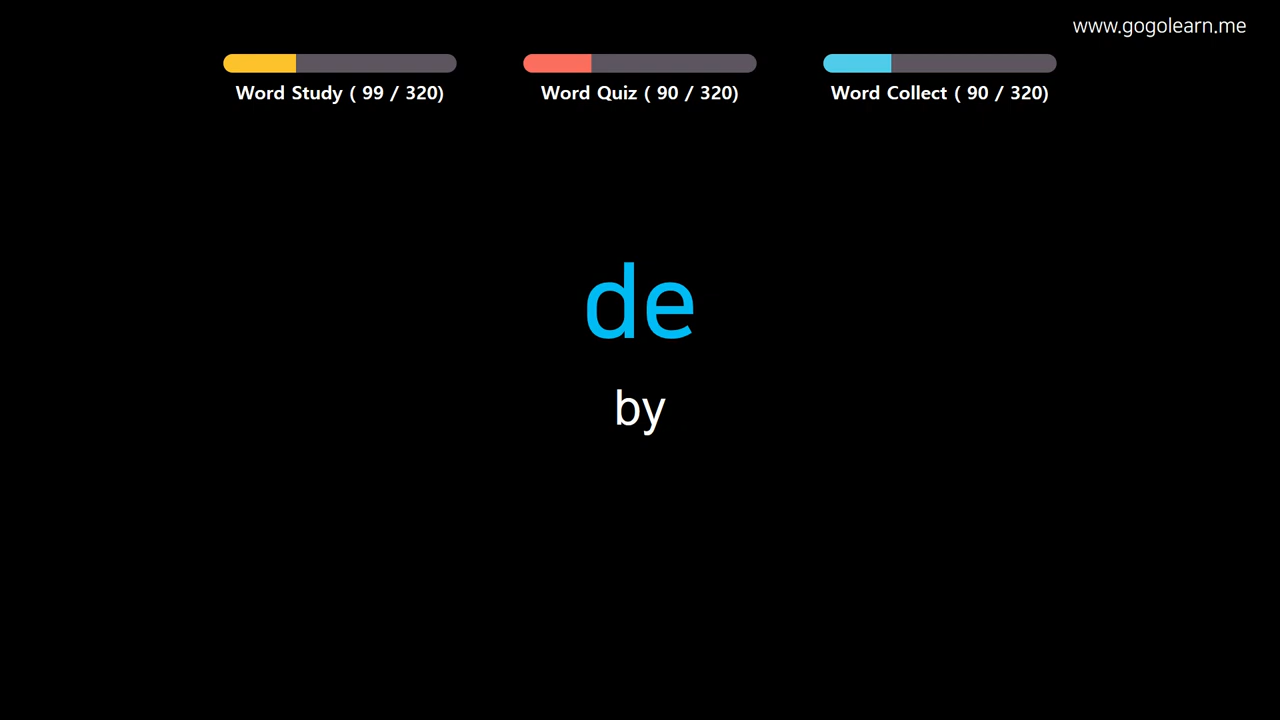 www.gogolearn.me
Word Study ( 99 / 320)
Word Quiz ( 90 / 320)
Word Collect ( 90 / 320)
de
by